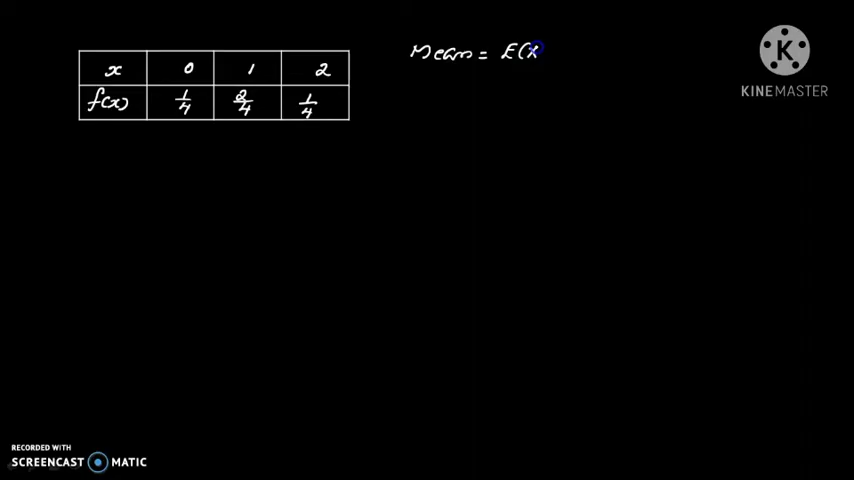 x 0 1 2
f(x) 1/4 2/4 1/4
Mean = E(x
K
KINEMASTER
RECORDED WITH
SCREENCAST MATIC